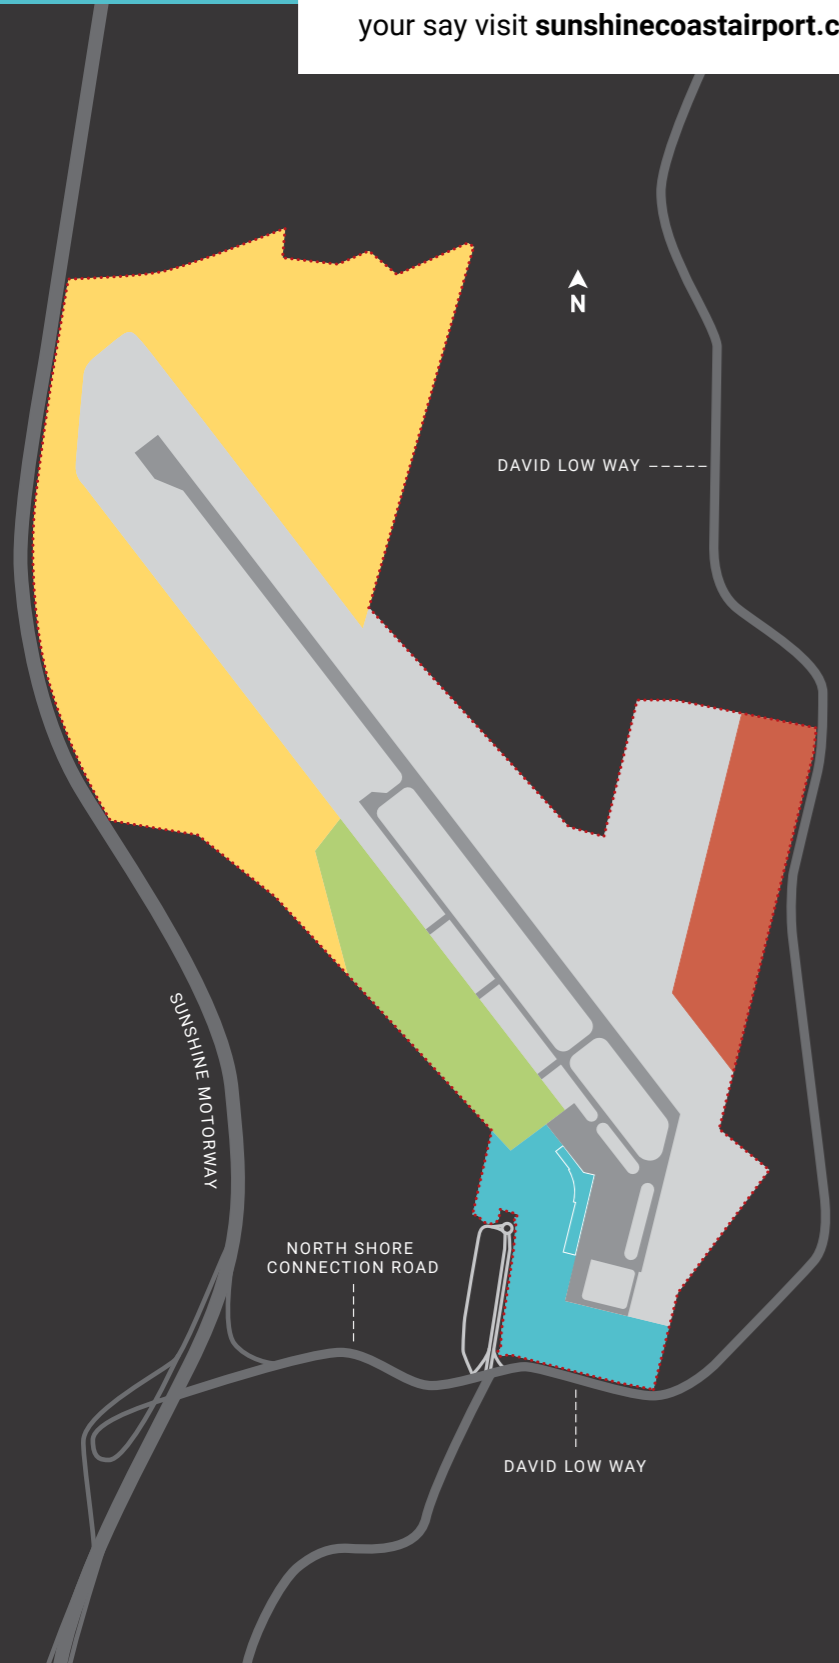 your say visit sunshinecoastairport.c
N
DAVID LOW WAY
SUNSHINE MOTORWAY
NORTH SHORE
CONNECTION ROAD
DAVID LOW WAY